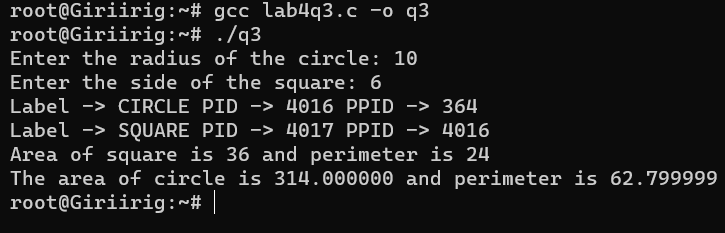 root@Giriirig:~# gcc lab4q3.c -o q3
root@Giriirig:~# ./q3
Enter the radius of the circle: 10
Enter the side of the square: 6
Label -> CIRCLE PID -> 4016 PPID -> 364
Label -> SQUARE PID -> 4017 PPID -> 4016
Area of square is 36 and perimeter is 24
The area of circle is 314.000000 and perimeter is 62.799999
root@Giriirig:~#